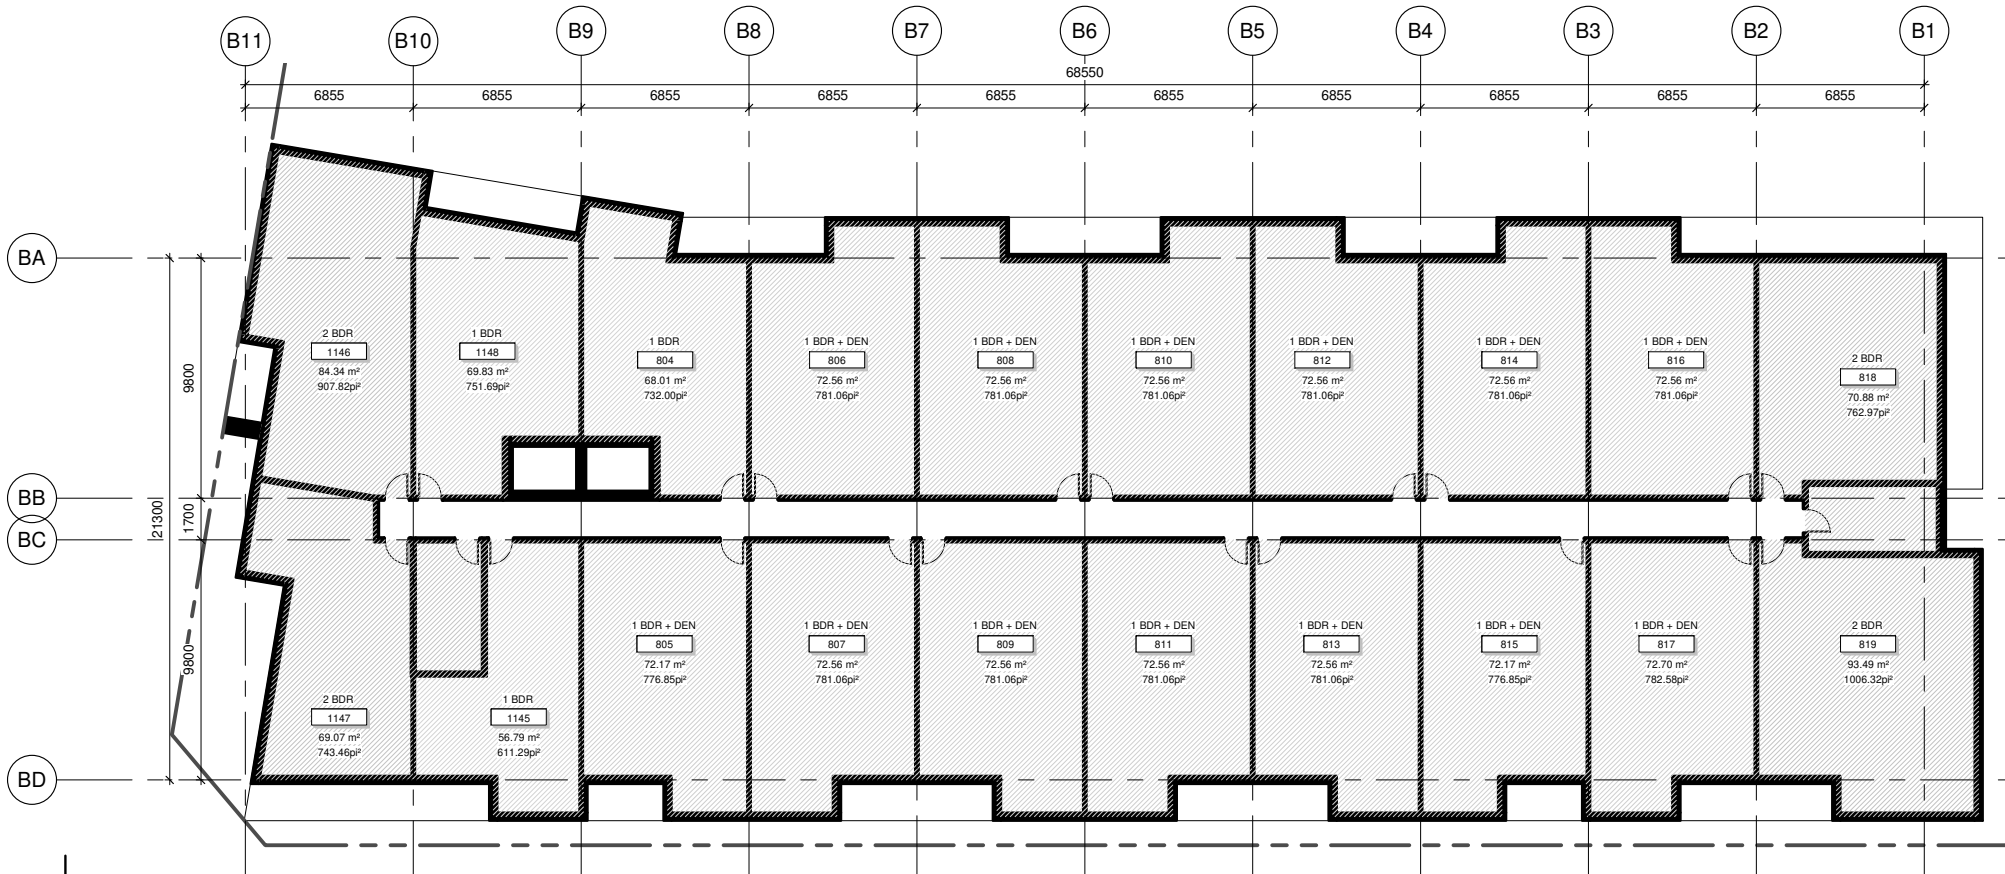 B11 B10 B9 B8 B7 B6 B5 B4 B3 B2 B1
68550
6855 6855 6855 6855 6855 6855 6855 6855 6855 6855
BA
BB
BC
BD
21300
9800
1700
9800
2 BDR
1146
84.34 m²
907.82pi²
1 BDR
1148
69.83 m²
751.69pi²
1 BDR
804
68.01 m²
732.00pi²
1 BDR + DEN
806
72.56 m²
781.06pi²
1 BDR + DEN
808
72.56 m²
781.06pi²
1 BDR + DEN
810
72.56 m²
781.06pi²
1 BDR + DEN
812
72.56 m²
781.06pi²
1 BDR + DEN
814
72.56 m²
781.06pi²
1 BDR + DEN
816
72.56 m²
781.06pi²
2 BDR
818
70.88 m²
762.97pi²
2 BDR
1147
69.07 m²
743.46pi²
1 BDR
1145
56.79 m²
611.29pi²
1 BDR + DEN
805
72.17 m²
776.85pi²
1 BDR + DEN
807
72.56 m²
781.06pi²
1 BDR + DEN
809
72.56 m²
781.06pi²
1 BDR + DEN
811
72.56 m²
781.06pi²
1 BDR + DEN
813
72.56 m²
781.06pi²
1 BDR + DEN
815
72.17 m²
776.85pi²
1 BDR + DEN
817
72.70 m²
782.58pi²
2 BDR
819
93.49 m²
1006.32pi²